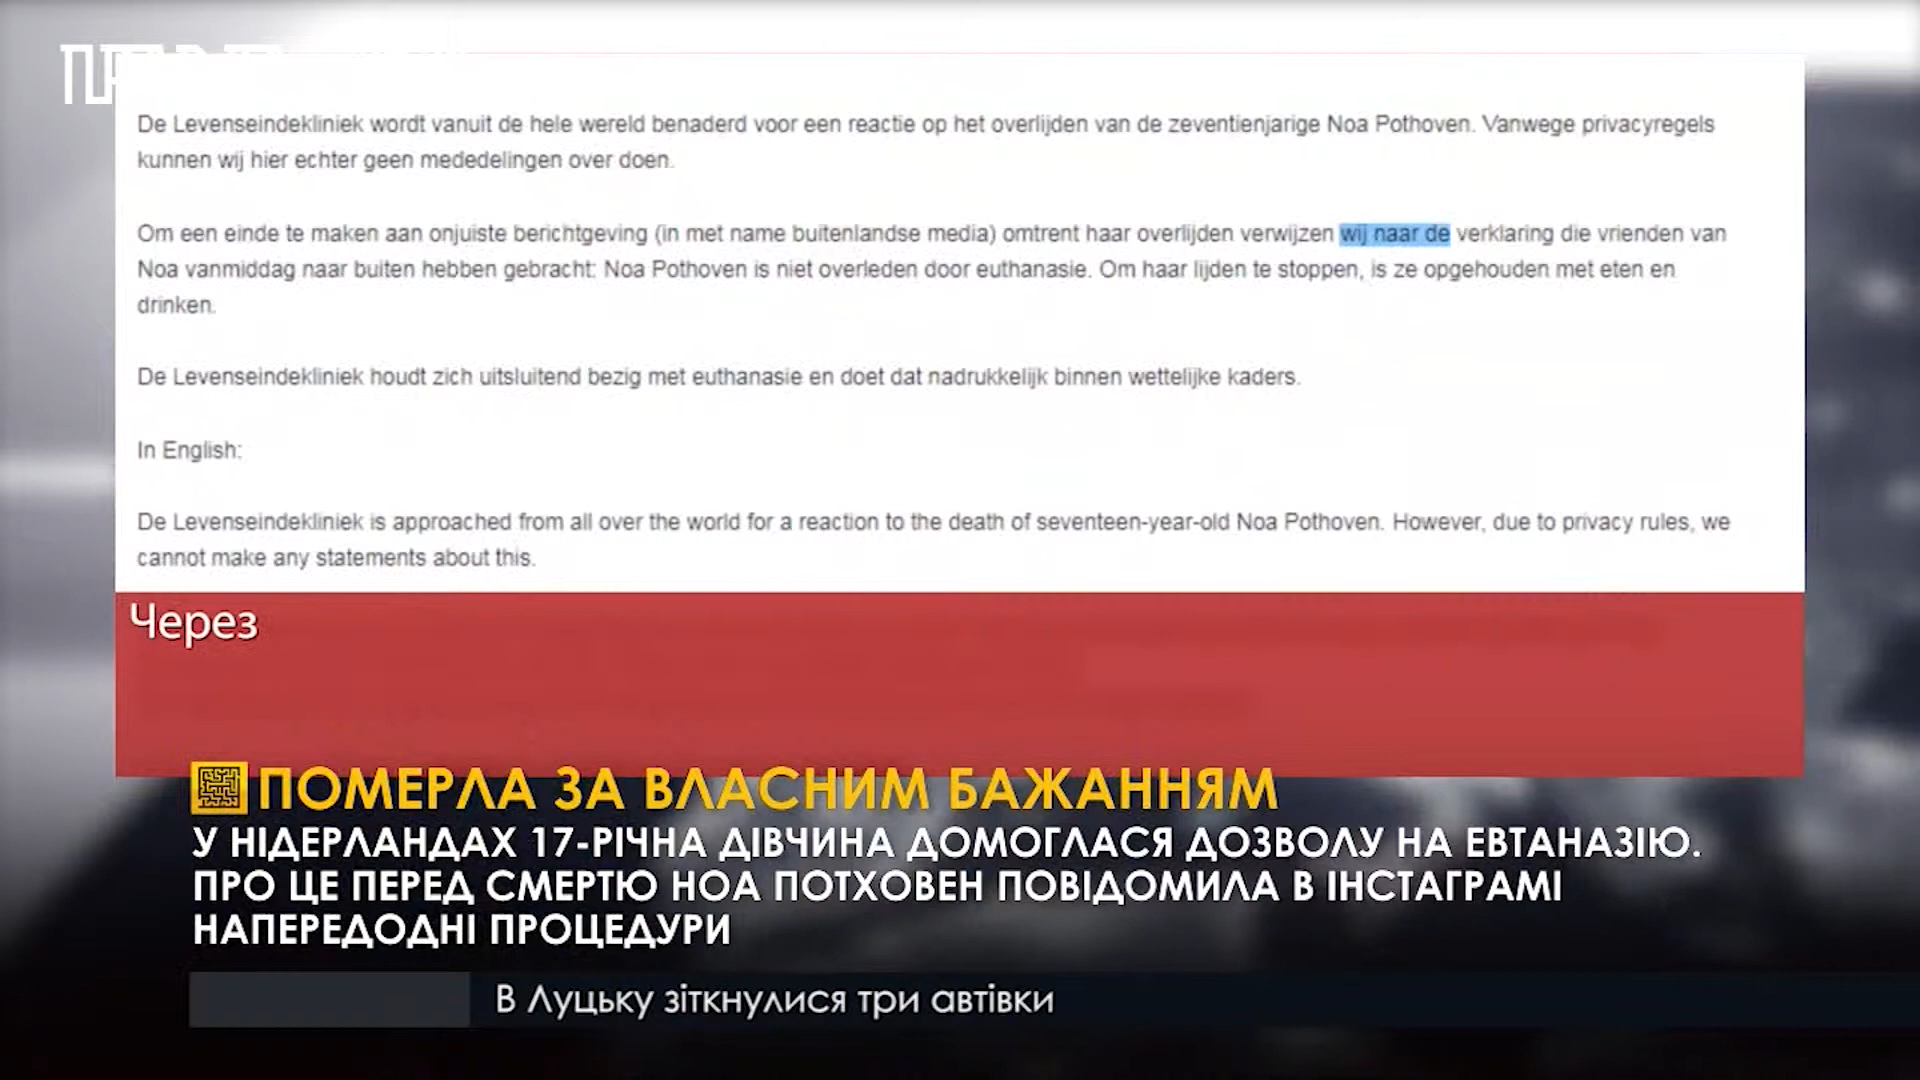 De Levenseindekliniek wordt vanuit de hele wereld benaderd voor een reactie op het overlijden van de zeventienjarige Noa Pothoven. Vanwege privacyregels
kunnen wij hier echter geen mededelingen over doen.
Om een einde te maken aan onjuiste berichtgeving (in met name buitenlandse media) omtrent haar overlijden verwijzen wij naar de verklaring die vrienden van
Noa vanmiddag naar buiten hebben gebracht: Noa Pothoven is niet overleden door euthanasie. Om haar lijden te stoppen, is ze opgehouden met eten en
drinken.
De Levenseindekliniek houdt zich uitsluitend bezig met euthanasie en doet dat nadrukkelijk binnen wettelijke kaders.
In English:
De Levenseindekliniek is approached from all over the world for a reaction to the death of seventeen-year-old Noa Pothoven. However, due to privacy rules, we
cannot make any statements about this.
Через
ПОМЕРЛА ЗА ВЛАСНИМ БАЖАННЯМ
У НІДЕРЛАНДАХ 17-РІЧНА ДІВЧИНА ДОМОГЛАСЯ ДОЗВОЛУ НА ЕВТАНАЗІЮ.
ПРО ЦЕ ПЕРЕД СМЕРТЮ НОА ПОТХОВЕН ПОВІДОМИЛА В ІНСТАГРАМІ
НАПЕРЕДОДНІ ПРОЦЕДУРИ
В Луцьку зіткнулися три автівки